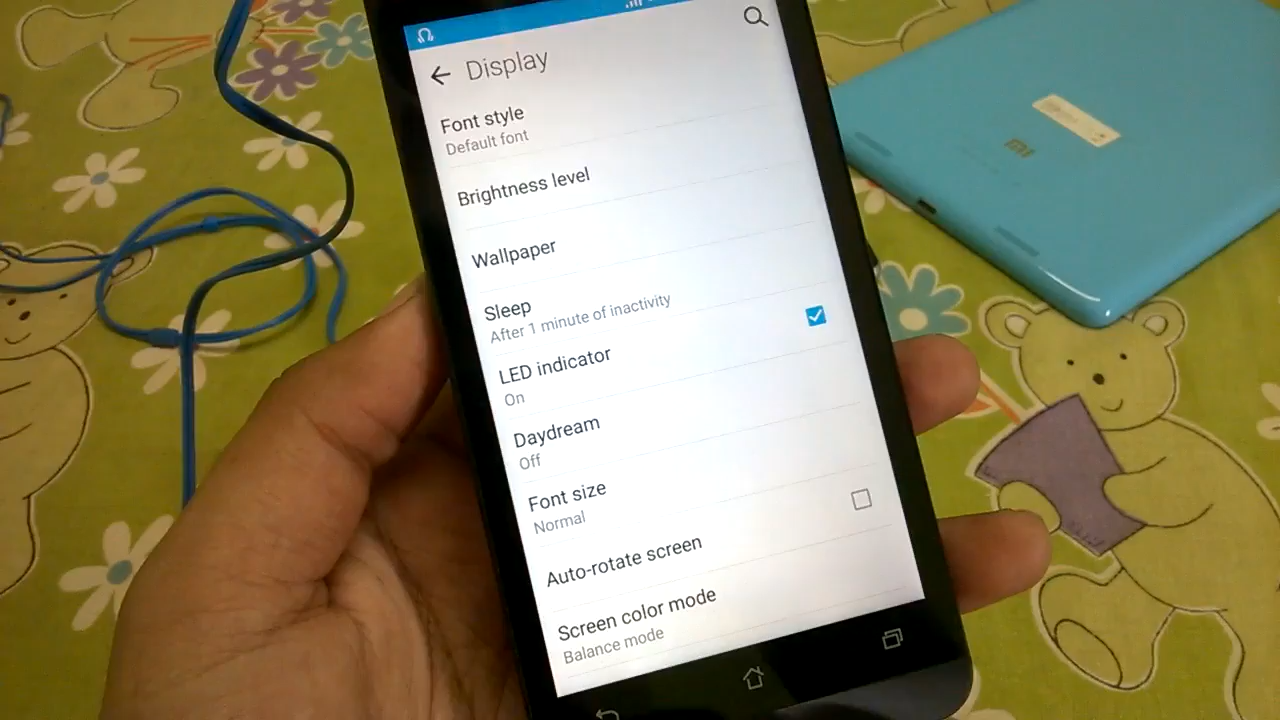 Display
Font style
Default font
Brightness level
Wallpaper
Sleep
After 1 minute of inactivity
LED indicator
On
Daydream
Off
Font size
Normal
Auto-rotate screen
Screen color mode
Balance mode
MI